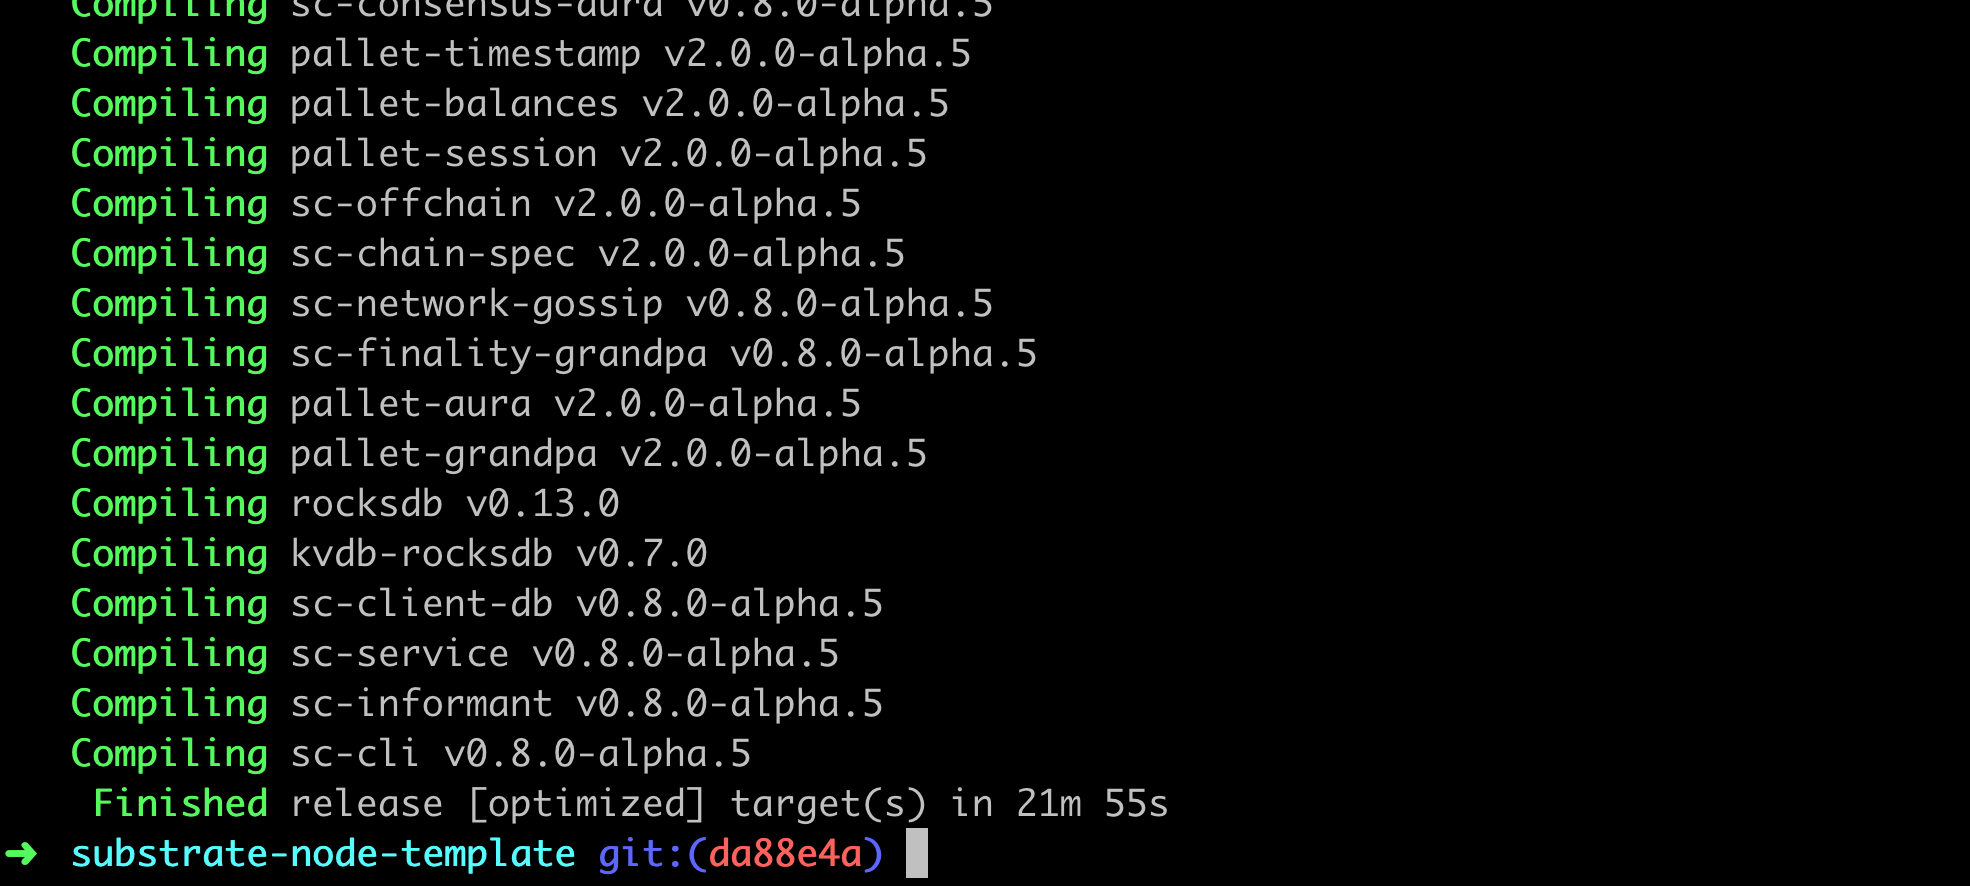 Compiling sc-consensus-aura v0.8.0-alpha.5
Compiling pallet-timestamp v2.0.0-alpha.5
Compiling pallet-balances v2.0.0-alpha.5
Compiling pallet-session v2.0.0-alpha.5
Compiling sc-offchain v2.0.0-alpha.5
Compiling sc-chain-spec v2.0.0-alpha.5
Compiling sc-network-gossip v0.8.0-alpha.5
Compiling sc-finality-grandpa v0.8.0-alpha.5
Compiling pallet-aura v2.0.0-alpha.5
Compiling pallet-grandpa v2.0.0-alpha.5
Compiling rocksdb v0.13.0
Compiling kvdb-rocksdb v0.7.0
Compiling sc-client-db v0.8.0-alpha.5
Compiling sc-service v0.8.0-alpha.5
Compiling sc-informant v0.8.0-alpha.5
Compiling sc-cli v0.8.0-alpha.5
Finished release [optimized] target(s) in 21m 55s
➜ substrate-node-template git:(da88e4a)